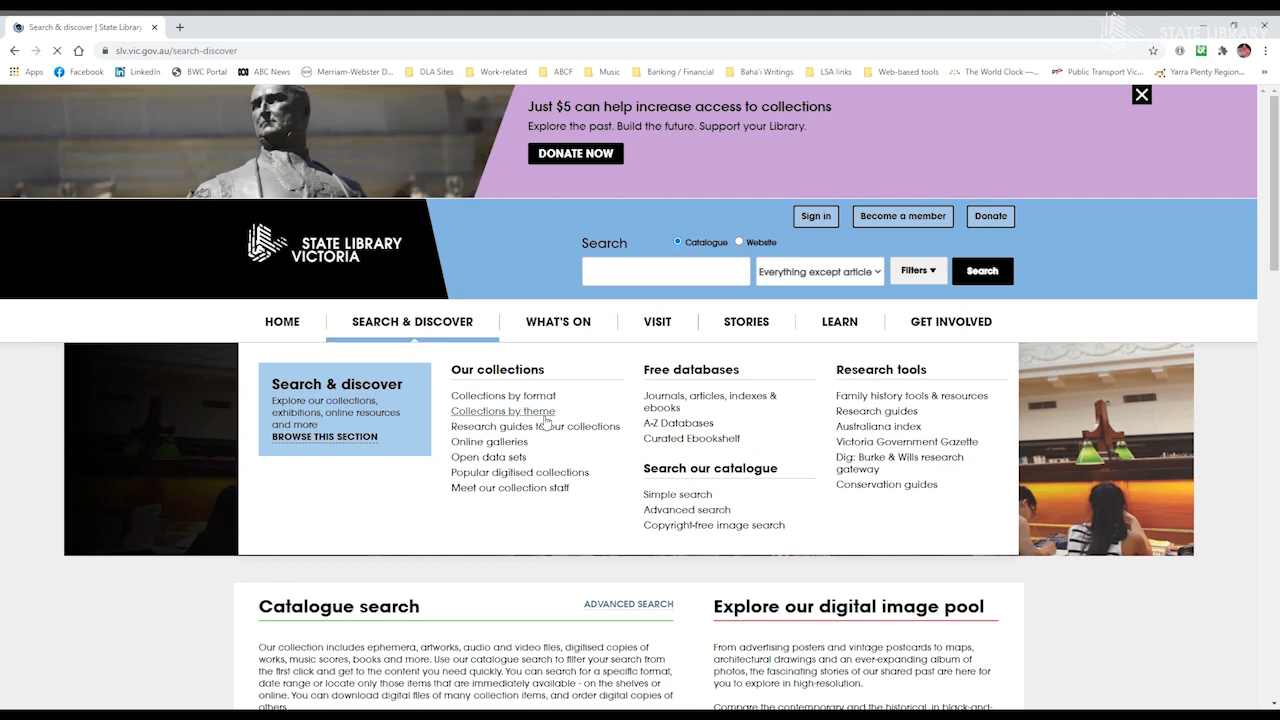 Search & discover | State Library
STATE LIBRARY
slv.vic.gov.au/search-discover
Apps Facebook LinkedIn BWC Portal ABC News Merriam-Webster D... DLA Sites Work-related ABCF Music Banking / Financial Baha'i Writings LSA links Web-based tools The World Clock —... Public Transport Vic... Yarra Plenty Region...
Just $5 can help increase access to collections
Explore the past. Build the future. Support your Library.
DONATE NOW
Sign in Become a member Donate
STATE LIBRARY
VICTORIA
Search Catalogue Website
Everything except article Filters Search
HOME SEARCH & DISCOVER WHAT'S ON VISIT STORIES LEARN GET INVOLVED
Search & discover
Explore our collections,
exhibitions, online resources
and more
BROWSE THIS SECTION
Our collections
Collections by format
Collections by theme
Research guides to our collections
Online galleries
Open data sets
Popular digitised collections
Meet our collection staff
Free databases
Journals, articles, indexes &
ebooks
A-Z Databases
Curated Ebookshelf
Search our catalogue
Simple search
Advanced search
Copyright-free image search
Research tools
Family history tools & resources
Research guides
Australiana index
Victoria Government Gazette
Dig: Burke & Wills research
gateway
Conservation guides
Catalogue search ADVANCED SEARCH
Our collection includes ephemera, artworks, audio and video files, digitised copies of
works, music scores, books and more. Use our catalogue search to filter your search from
the first click and get to the content you need quickly. You can search for a specific format,
date range or locate only those items that are immediately available - on the shelves or
online. You can download digital files of many collection items, and order digital copies of
others.
Explore our digital image pool
From advertising posters and vintage postcards to maps,
architectural drawings and an ever-expanding album of
photos, the fascinating stories of our shared past are here for
you to explore in high-resolution.
Compare the contemporary and the historical, in black-and-